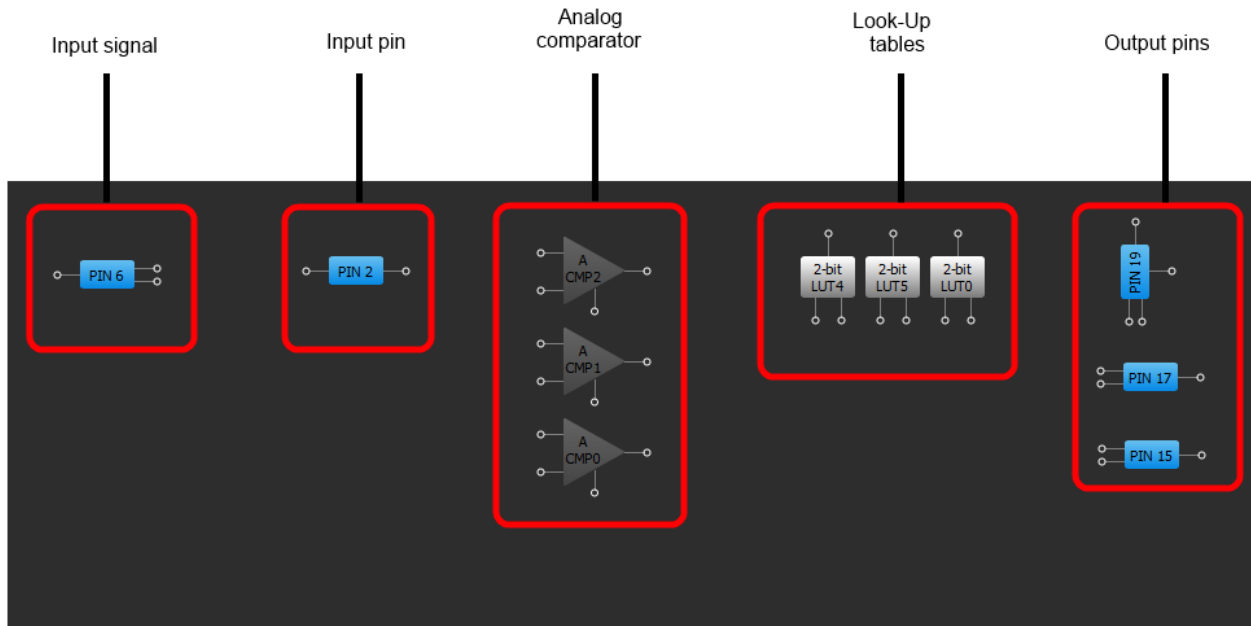 Input signal
Input pin
Analog
comparator
Look-Up
tables
Output pins
PIN 6
PIN 2
A
CMP2
A
CMP1
A
CMP0
2-bit
LUT4
2-bit
LUT5
2-bit
LUT0
PIN 19
PIN 17
PIN 15